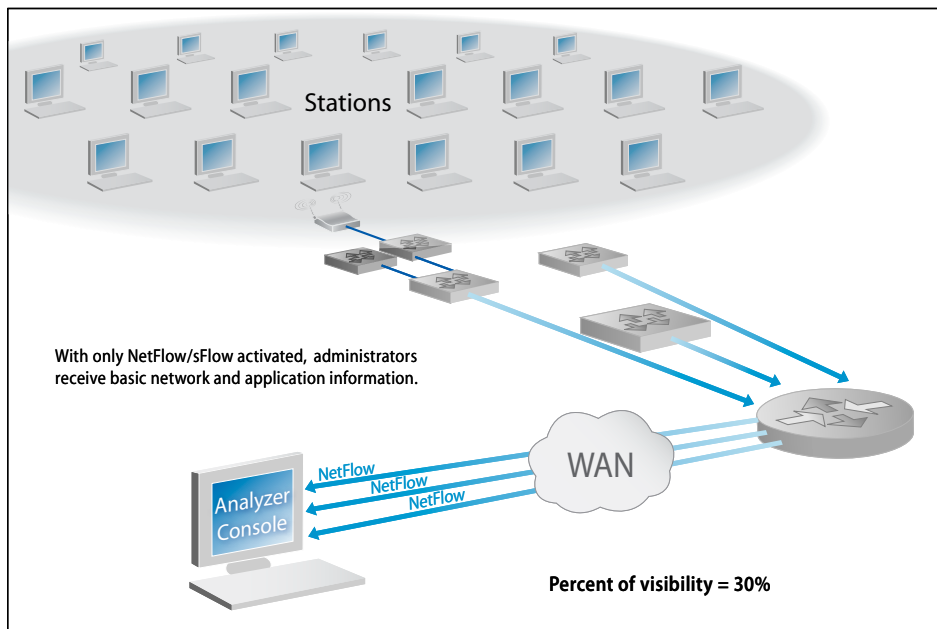 Stations
With only NetFlow/sFlow activated, administrators
receive basic network and application information.
WAN
NetFlow
NetFlow
NetFlow
Analyzer
Console
Percent of visibility = 30%